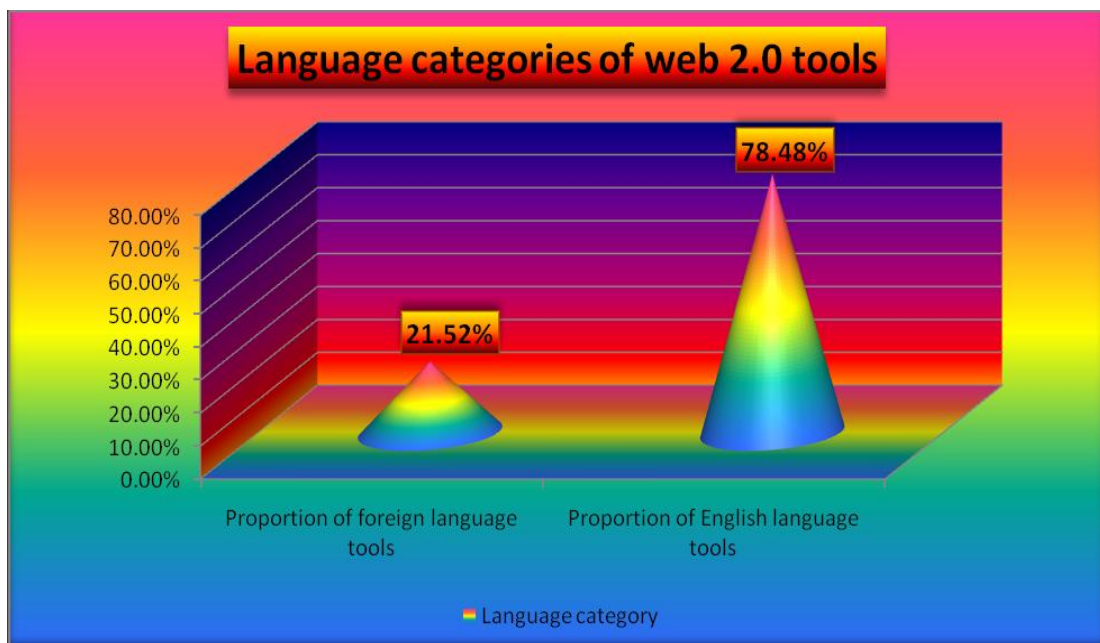 Language categories of web 2.0 tools
78.48%
21.52%
80.00%
70.00%
60.00%
50.00%
40.00%
30.00%
20.00%
10.00%
0.00%
Proportion of foreign language
tools
Proportion of English language
tools
Language category